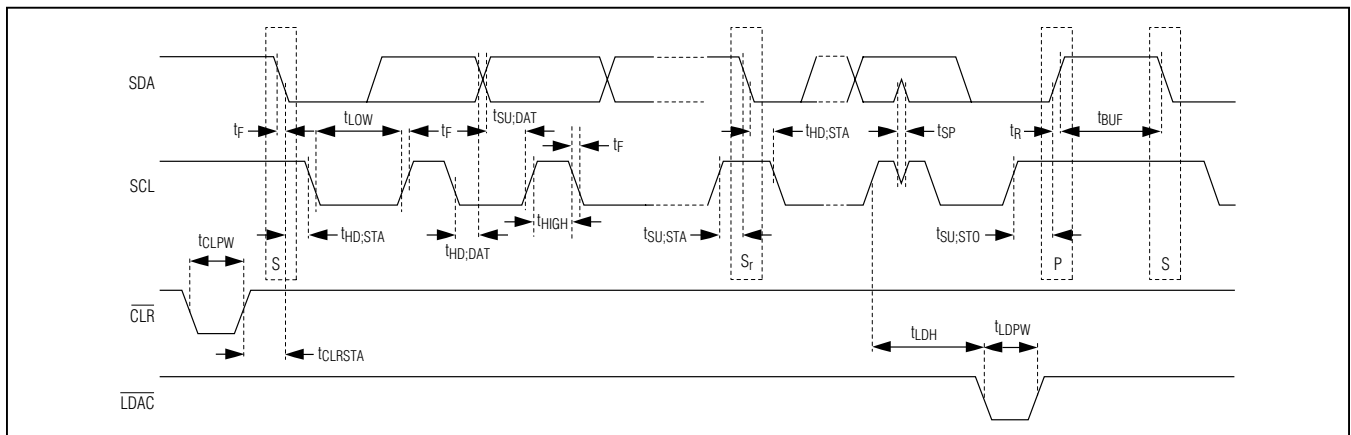 SDA
tF
tLOW
tF
tSU;DAT
tF
tHD;STA
tSP
tR
tBUF
SCL
tCLPW
S
tHD;STA
tHD;DAT
tHIGH
tSU;STA
Sr
tSU;STO
P
S
CLR
tCLRSTA
tLDH
tLDPW
LDAC